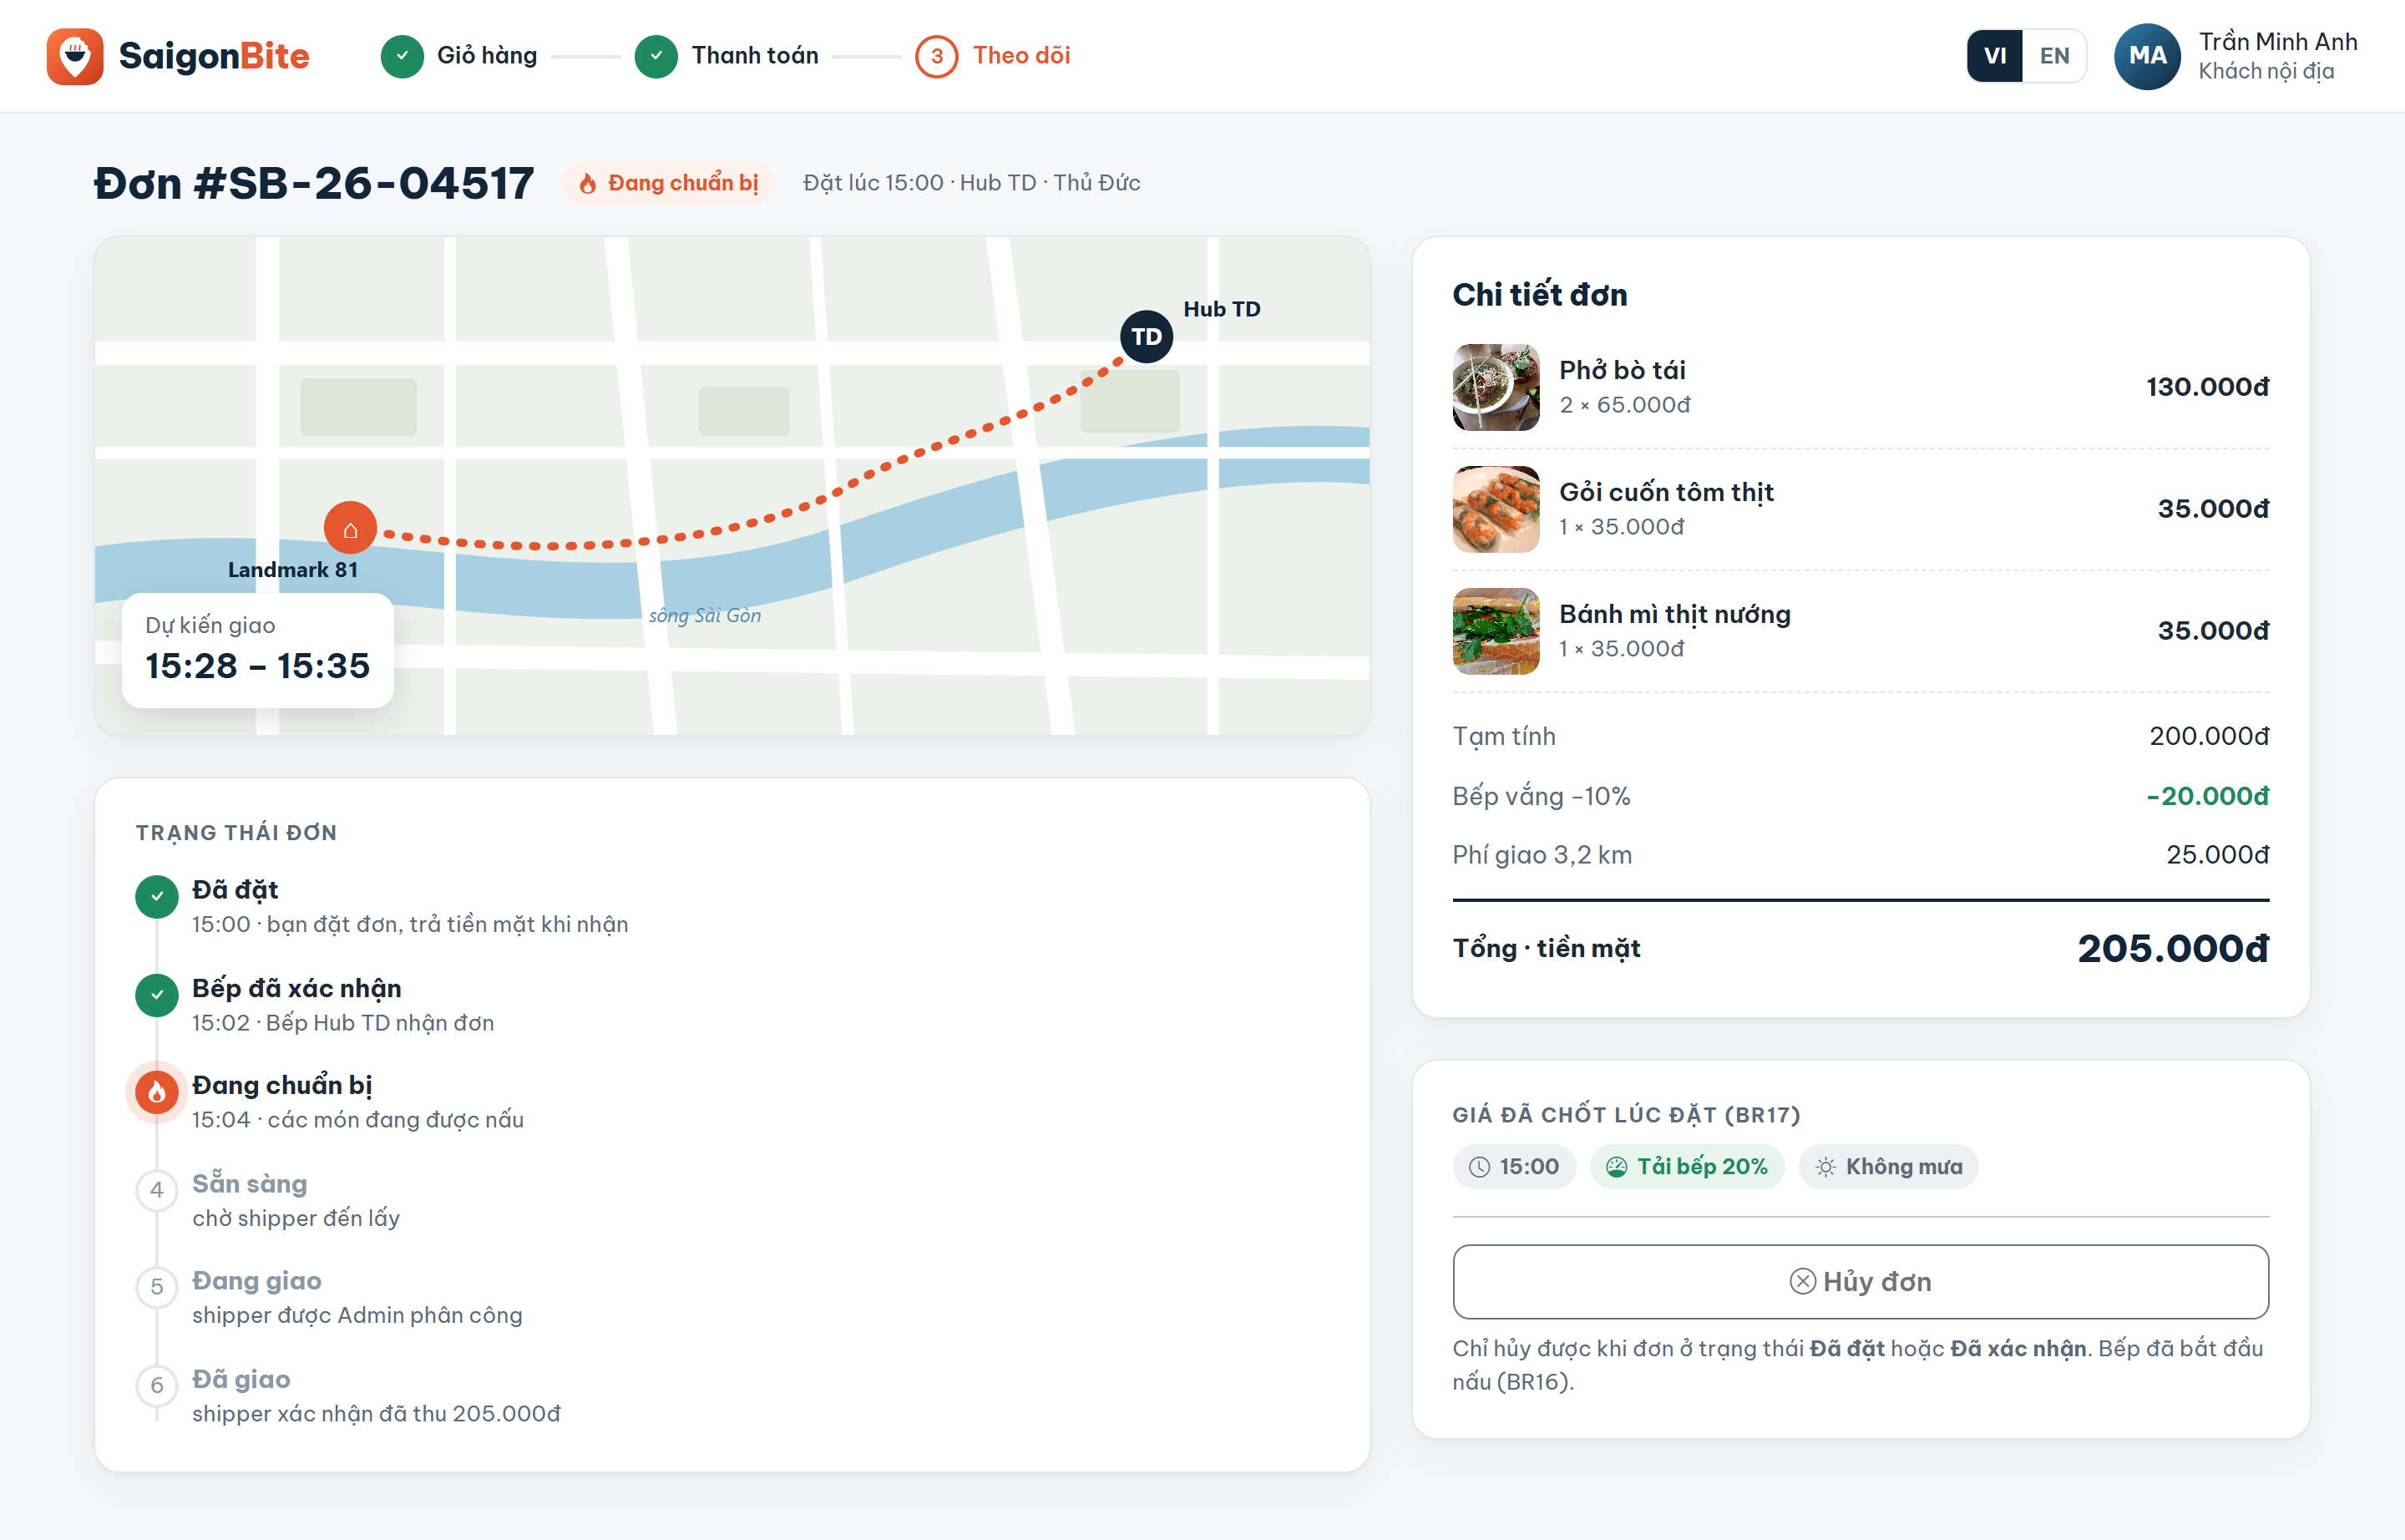 SaigonBite
Giỏ hàng
Thanh toán
3 Theo dõi
VI EN
MA
Trần Minh Anh
Khách nội địa
Đơn #SB-26-04517
Đang chuẩn bị
Đặt lúc 15:00 · Hub TD · Thủ Đức
Hub TD
TD
Landmark 81
sông Sài Gòn
Dự kiến giao
15:28 – 15:35
TRẠNG THÁI ĐƠN
Đã đặt
15:00 · bạn đặt đơn, trả tiền mặt khi nhận
Bếp đã xác nhận
15:02 · Bếp Hub TD nhận đơn
Đang chuẩn bị
15:04 · các món đang được nấu
4 Sẵn sàng
chờ shipper đến lấy
5 Đang giao
shipper được Admin phân công
6 Đã giao
shipper xác nhận đã thu 205.000đ
Chi tiết đơn
Phở bò tái
2 × 65.000đ
130.000đ
Gỏi cuốn tôm thịt
1 × 35.000đ
35.000đ
Bánh mì thịt nướng
1 × 35.000đ
35.000đ
Tạm tính 200.000đ
Bếp vắng −10% −20.000đ
Phí giao 3,2 km 25.000đ
Tổng · tiền mặt 205.000đ
GIÁ ĐÃ CHỐT LÚC ĐẶT (BR17)
15:00 Tải bếp 20% Không mưa
Hủy đơn
Chỉ hủy được khi đơn ở trạng thái Đã đặt hoặc Đã xác nhận. Bếp đã bắt đầu
nấu (BR16).